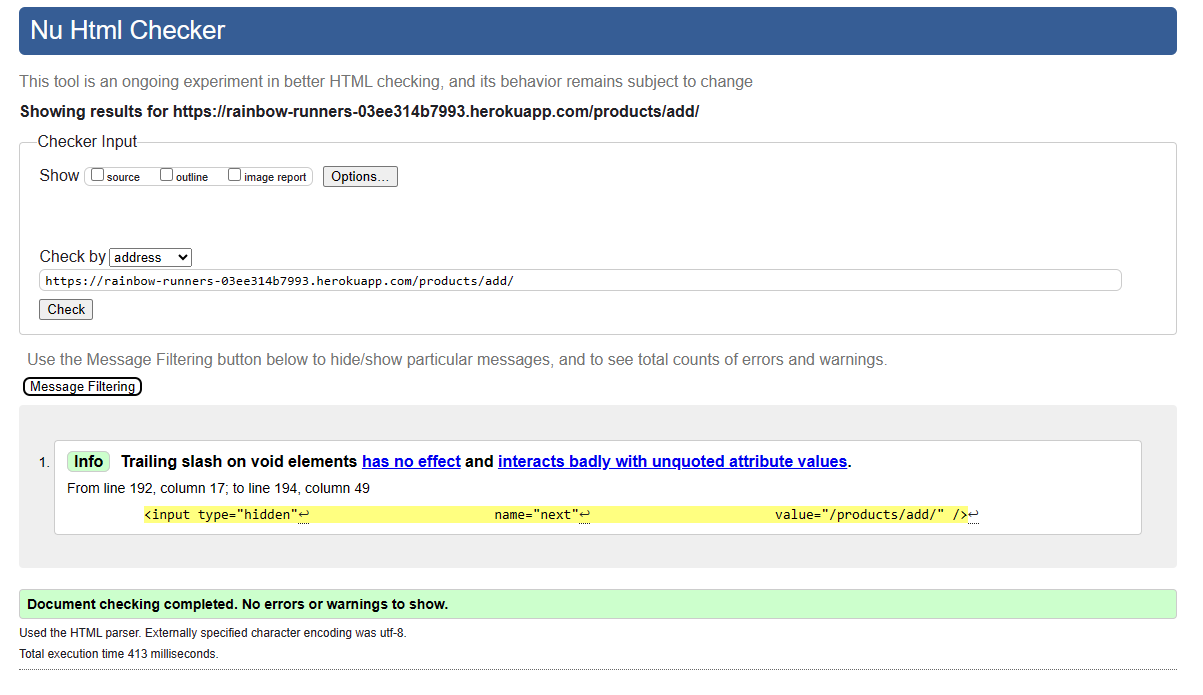 Nu Html Checker
This tool is an ongoing experiment in better HTML checking, and its behavior remains subject to change
Showing results for https://rainbow-runners-03ee314b7993.herokuapp.com/products/add/
Checker Input
Show source outline image report Options...
Check by address
https://rainbow-runners-03ee314b7993.herokuapp.com/products/add/
Check
Use the Message Filtering button below to hide/show particular messages, and to see total counts of errors and warnings.
Message Filtering
1. Info Trailing slash on void elements has no effect and interacts badly with unquoted attribute values.
From line 192, column 17; to line 194, column 49
<input type="hidden"↩ name="next"↩ value="/products/add/" />↩
Document checking completed. No errors or warnings to show.
Used the HTML parser. Externally specified character encoding was utf-8.
Total execution time 413 milliseconds.